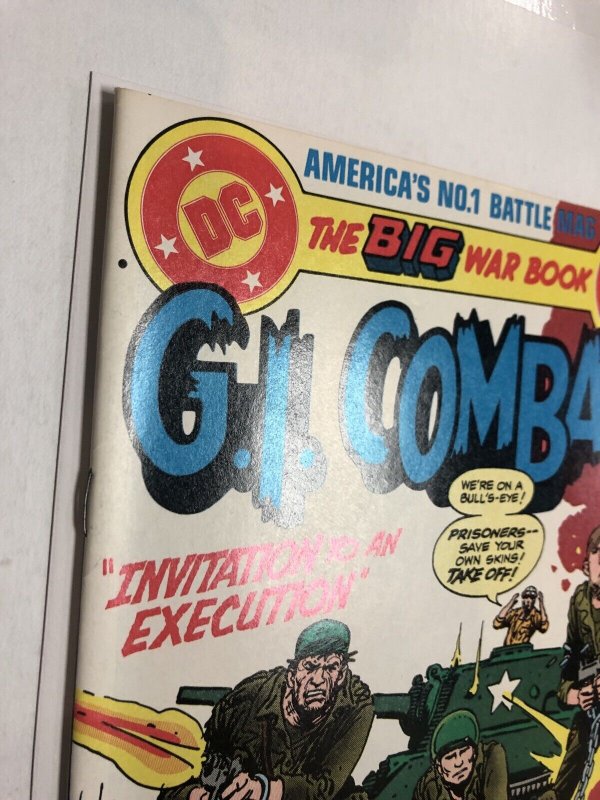 AMERICA'S NO.1 BATTLE MAG
DC
THE BIG WAR BOOK
G.I. COMBA
WE'RE ON A
BULL'S-EYE!
PRISONERS--
SAVE YOUR
OWN SKINS!
TAKE OFF!
"INVITATION TO AN
EXECUTION"